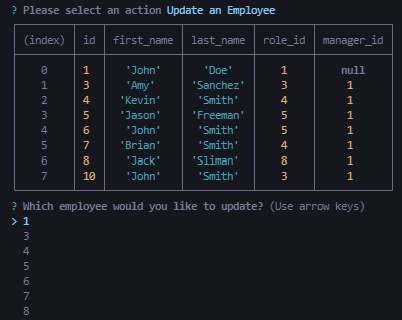 ? Please select an action Update an Employee
(index) id first_name last_name role_id manager_id
0 1 'John' 'Doe' 1 null
1 3 'Amy' 'Sanchez' 3 1
2 4 'Kevin' 'Smith' 4 1
3 5 'Jason' 'Freeman' 5 1
4 6 'John' 'Smith' 5 1
5 7 'Brian' 'Smith' 4 1
6 8 'Jack' 'Sliman' 8 1
7 10 'John' 'Smith' 3 1
? Which employee would you like to update? (Use arrow keys)
> 1
3
4
5
6
7
8